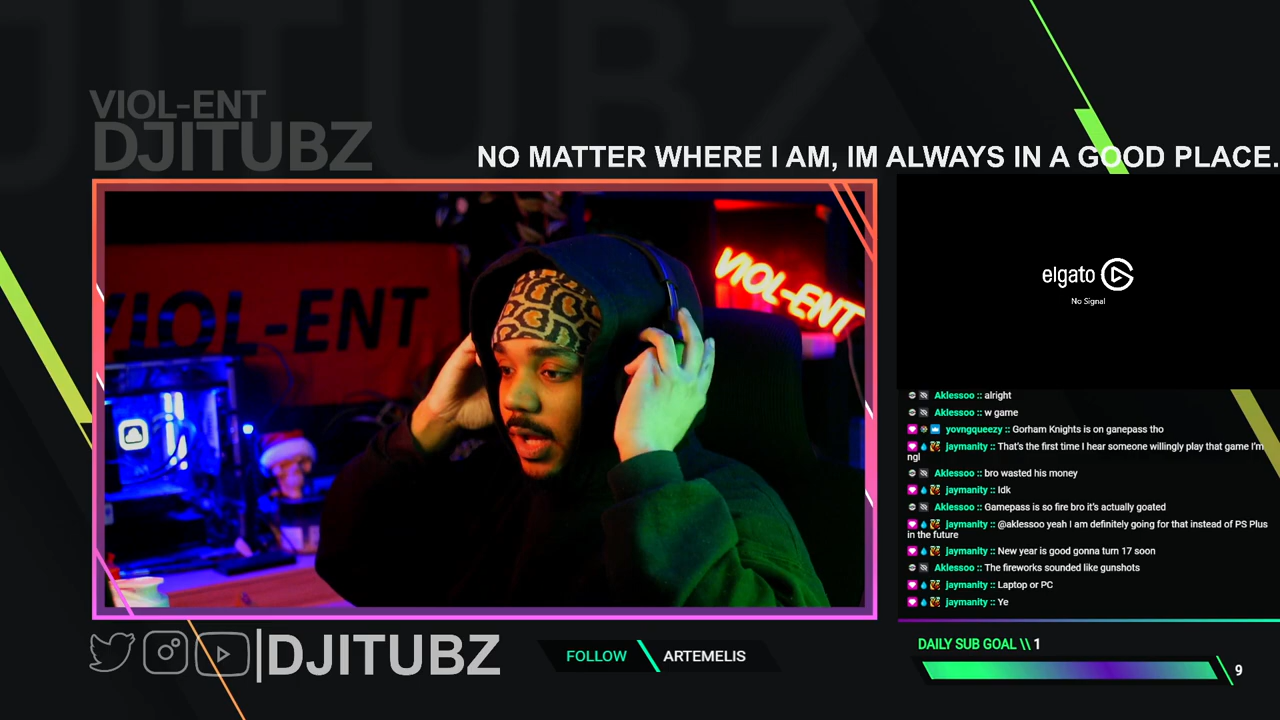 VIOL-ENT
DJITUBZ
NO MATTER WHERE I AM, IM ALWAYS IN A GOOD PLACE.
VIOL-ENT
VIOL-ENT
elgato
No Signal
Aklessoo :: alright
Aklessoo :: w game
yovngqueezy :: Gorham Knights is on ganepass tho
jaymanity :: That's the first time I hear someone willingly play that game I'm
ngl
Aklessoo :: bro wasted his money
jaymanity :: Idk
Aklessoo :: Gamepass is so fire bro it's actually goated
jaymanity :: @aklessoo yeah I am definitely going for that instead of PS Plus
in the future
jaymanity :: New year is good gonna turn 17 soon
Aklessoo :: The fireworks sounded like gunshots
jaymanity :: Laptop or PC
jaymanity :: Ye
DJITUBZ
FOLLOW ARTEMELIS
DAILY SUB GOAL \\ 1
9